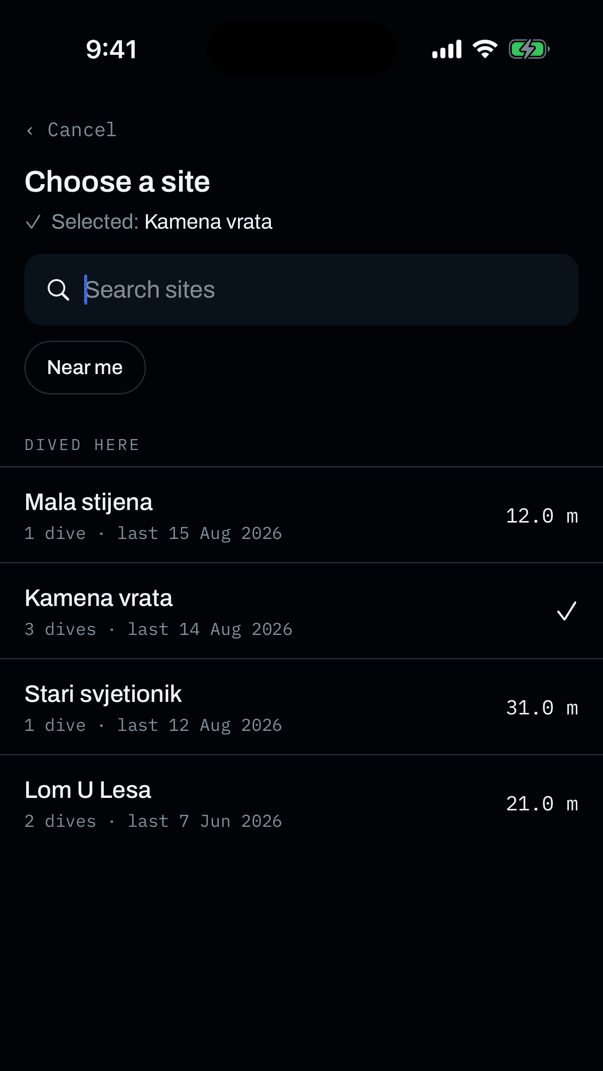 9:41
‹ Cancel
Choose a site
✓ Selected: Kamena vrata
Search sites
Near me
DIVED HERE
Mala stijena
12.0 m
1 dive · last 15 Aug 2026
Kamena vrata
✓
3 dives · last 14 Aug 2026
Stari svjetionik
31.0 m
1 dive · last 12 Aug 2026
Lom U Lesa
21.0 m
2 dives · last 7 Jun 2026